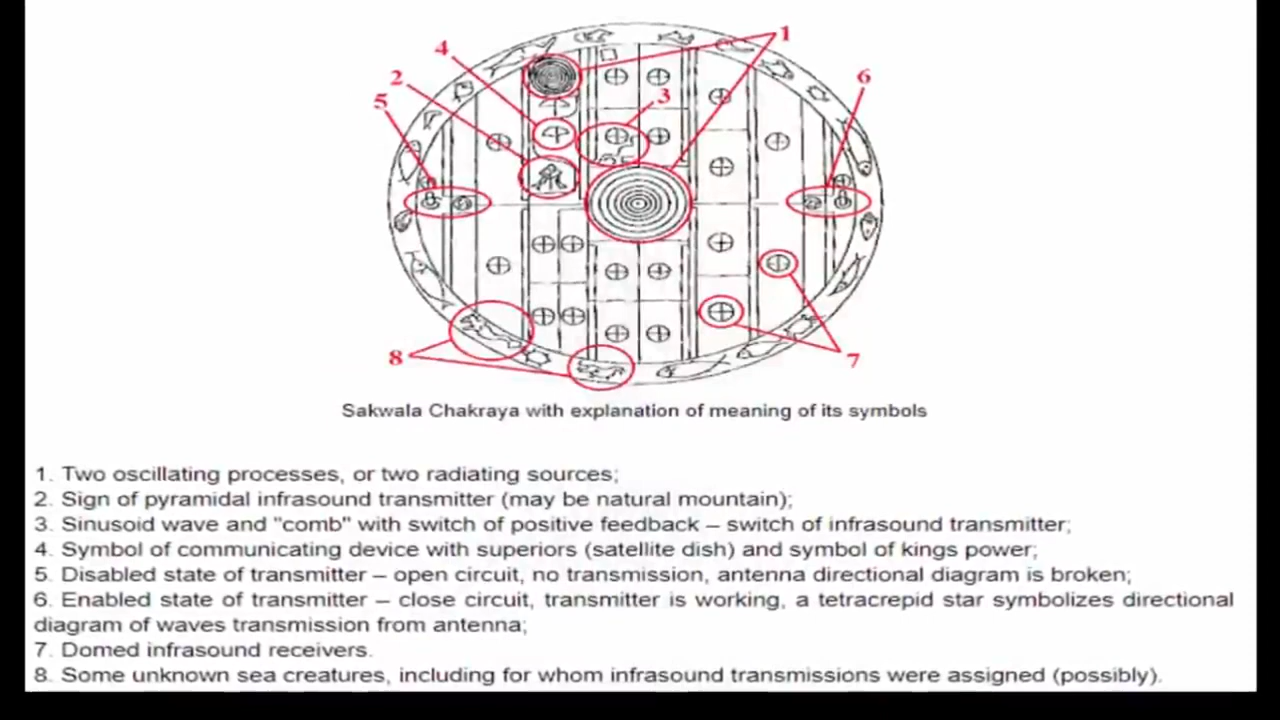 1
4
6
2
3
5
8
7
Sakwala Chakraya with explanation of meaning of its symbols
1. Two oscillating processes, or two radiating sources;
2. Sign of pyramidal infrasound transmitter (may be natural mountain);
3. Sinusoid wave and "comb" with switch of positive feedback – switch of infrasound transmitter;
4. Symbol of communicating device with superiors (satellite dish) and symbol of kings power;
5. Disabled state of transmitter – open circuit, no transmission, antenna directional diagram is broken;
6. Enabled state of transmitter – close circuit, transmitter is working, a tetracrepid star symbolizes directional
diagram of waves transmission from antenna;
7. Domed infrasound receivers.
8. Some unknown sea creatures, including for whom infrasound transmissions were assigned (possibly).